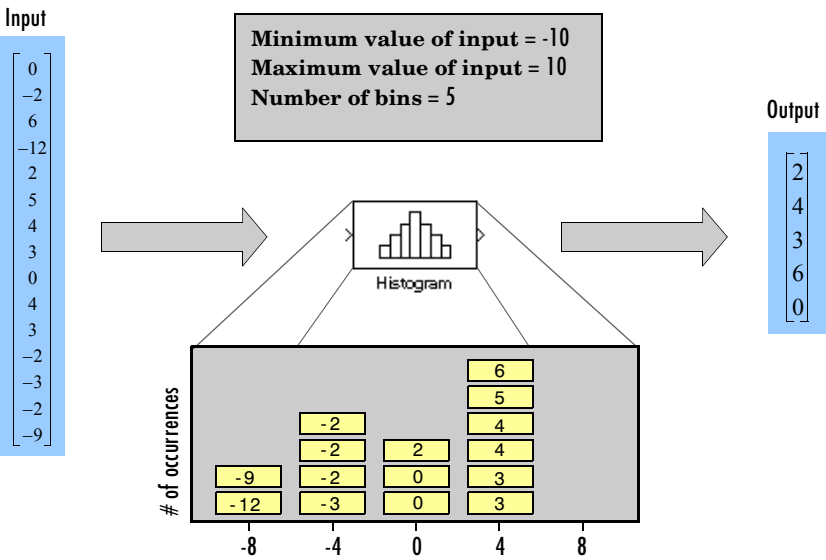 Input
0
−2
6
−12
2
5
4
3
0
4
3
−2
−3
−2
−9
Minimum value of input = -10
Maximum value of input = 10
Number of bins = 5
Output
2
4
3
6
0
Histogram
# of occurrences
6
5
-2 4
-2 2 4
-9 -2 0 3
-12 -3 0 3
-8 -4 0 4 8